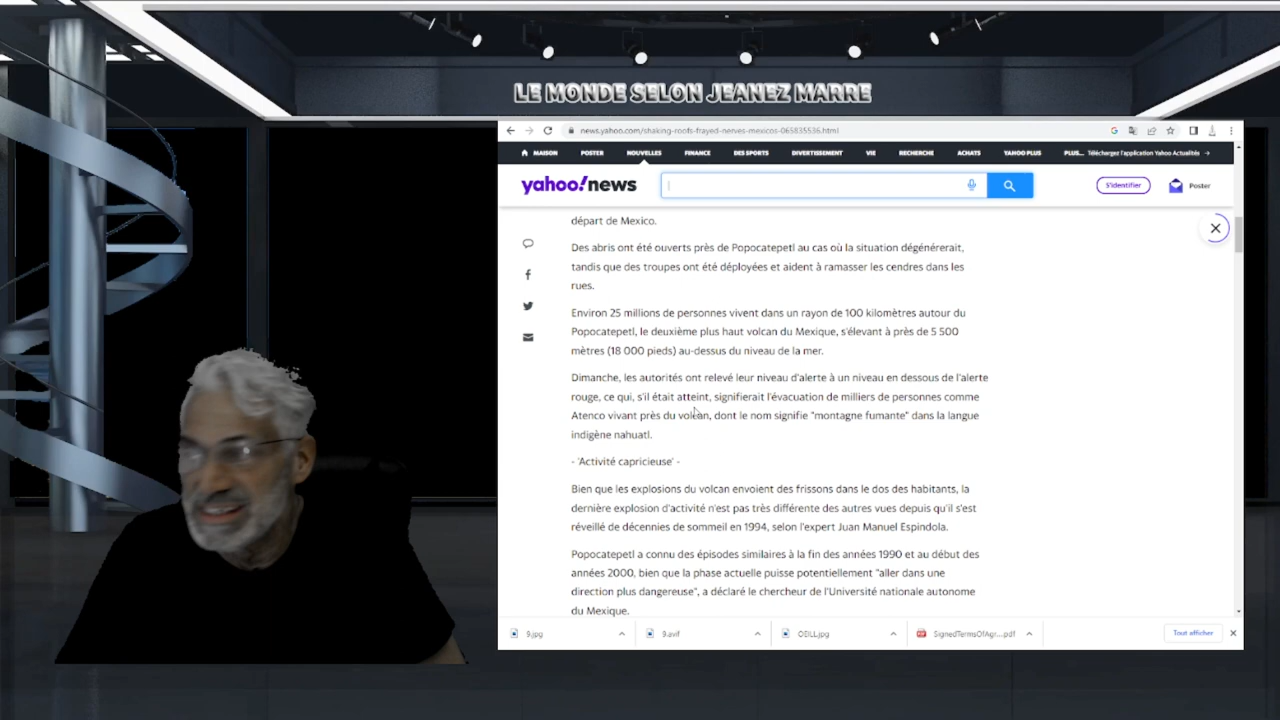 LE MONDE SELON JEANEZ MARRE
news.yahoo.com/shaking-roofs-frayed-nerves-mexicos-065835536.html
MAISON POSTER NOUVELLES FINANCE DES SPORTS DIVERTISSEMENT VIE RECHERCHE ACHATS YAHOO PLUS PLUS... Téléchargez l'application Yahoo Actualités →
yahoo!news
S'identifier
Poster
départ de Mexico.
Des abris ont été ouverts près de Popocatepetl au cas où la situation dégénérerait,
tandis que des troupes ont été déployées et aident à ramasser les cendres dans les
rues.
Environ 25 millions de personnes vivent dans un rayon de 100 kilomètres autour du
Popocatepetl, le deuxième plus haut volcan du Mexique, s'élevant à près de 5 500
mètres (18 000 pieds) au-dessus du niveau de la mer.
Dimanche, les autorités ont relevé leur niveau d'alerte à un niveau en dessous de l'alerte
rouge, ce qui, s'il était atteint, signifierait l'évacuation de milliers de personnes comme
Atenco vivant près du volcan, dont le nom signifie "montagne fumante" dans la langue
indigène nahuatl.
- 'Activité capricieuse' -
Bien que les explosions du volcan envoient des frissons dans le dos des habitants, la
dernière explosion d'activité n'est pas très différente des autres vues depuis qu'il s'est
réveillé de décennies de sommeil en 1994, selon l'expert Juan Manuel Espindola.
Popocatepetl a connu des épisodes similaires à la fin des années 1990 et au début des
années 2000, bien que la phase actuelle puisse potentiellement "aller dans une
direction plus dangereuse", a déclaré le chercheur de l'Université nationale autonome
du Mexique.
9.jpg 9.avif OEILL.jpg SignedTermsOfAgr....pdf Tout afficher